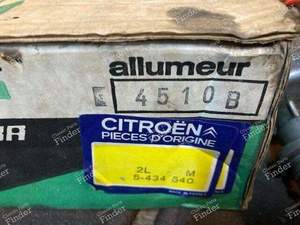 allumeur
4510B
CITROËN
PIECES D'ORIGINE
2L M
5-434 540